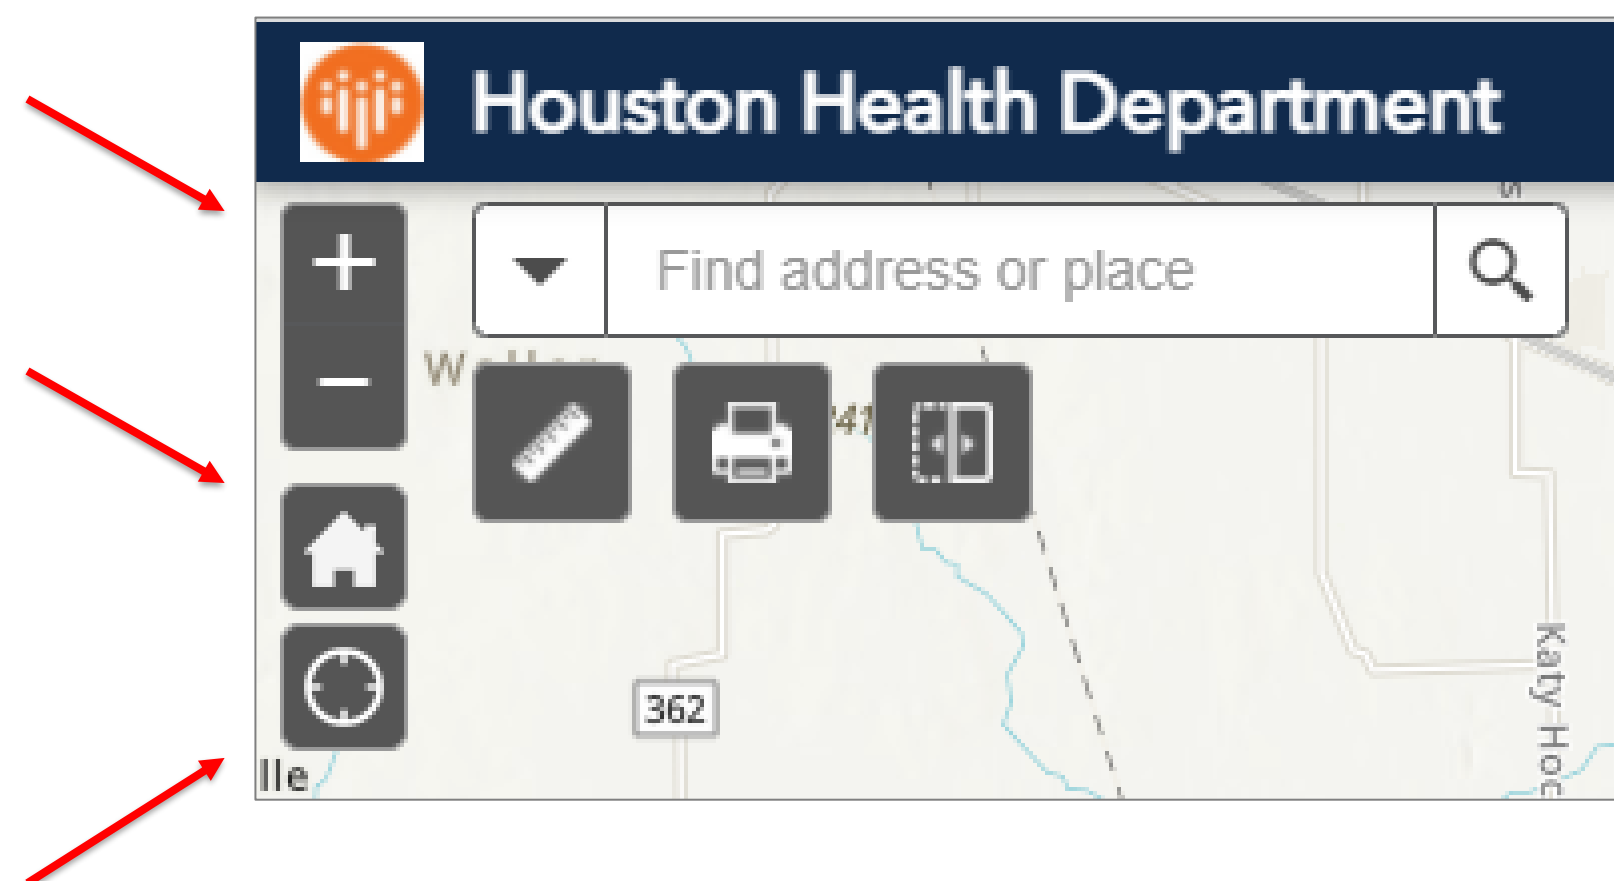 Houston Health Department
Find address or place
362
Katy Hoc
lle